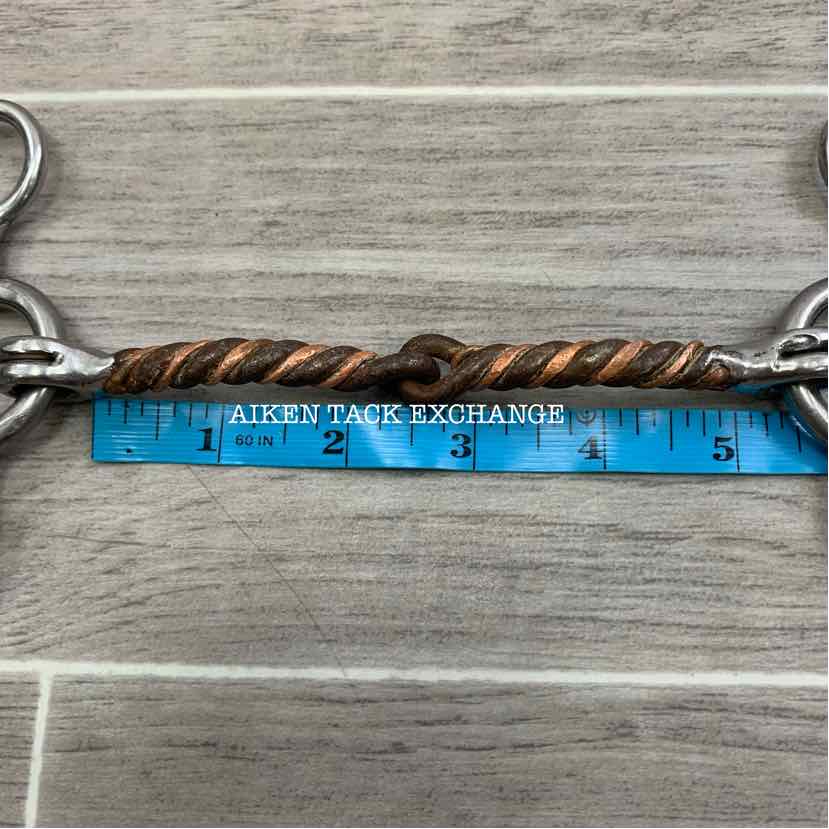 AIKEN TACK EXCHANGE
1 60 IN 2 3 4 5